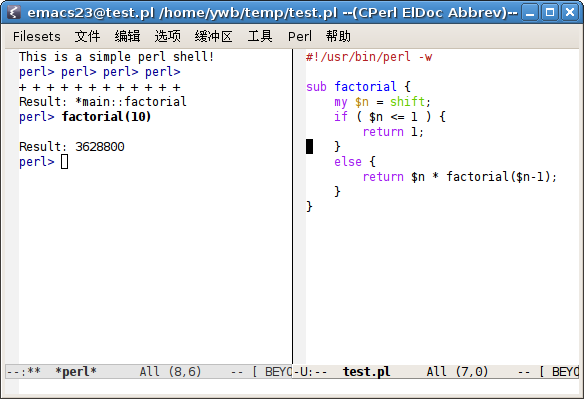 emacs23@test.pl /home/ywb/temp/test.pl --(CPerl ElDoc Abbrev)--
Filesets 文件 编辑 选项 缓冲区 工具 Perl 帮助
This is a simple perl shell!
perl> perl> perl> perl>
+ + + + + + + + + + + +
Result: *main::factorial
perl> factorial(10)
Result: 3628800
perl>
--:** *perl* All (8,6) -- [ BEYO
#!/usr/bin/perl -w
sub factorial {
my $n = shift;
if ( $n <= 1 ) {
return 1;
}
else {
return $n * factorial($n-1);
}
}
-U:-- test.pl All (7,0) -- [ BEYO